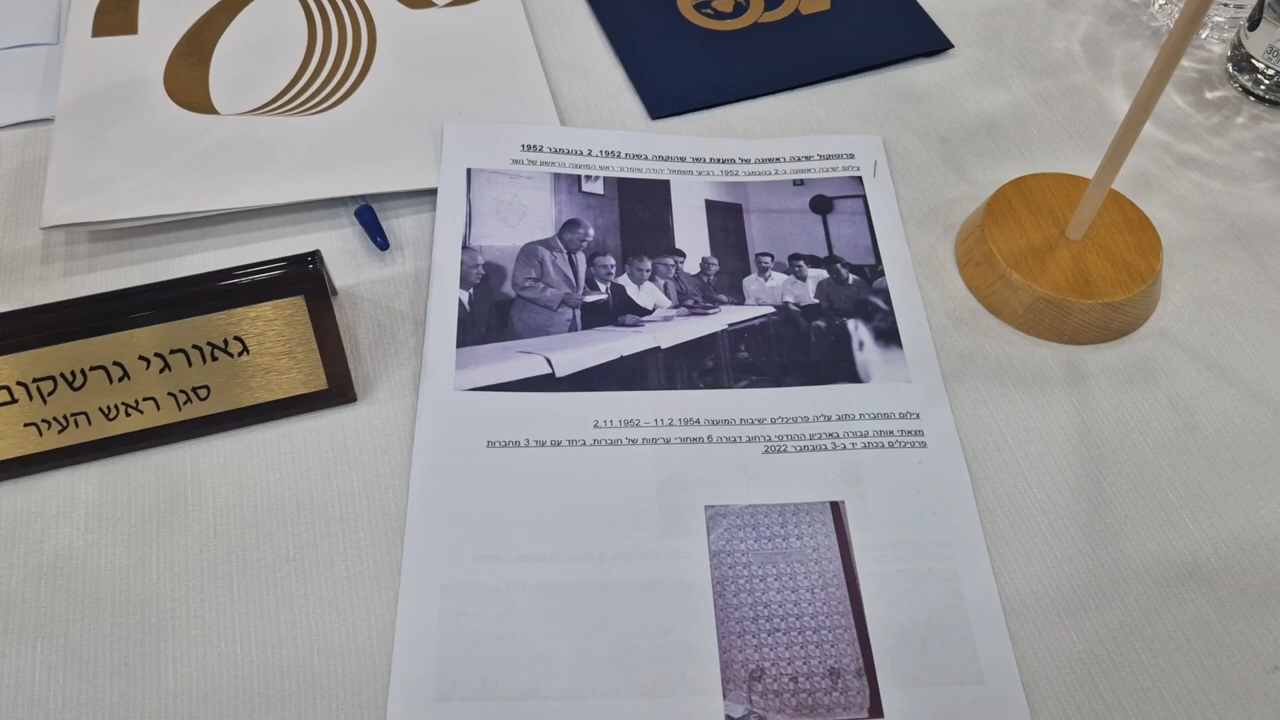 פרוטוקול ישיבה ראשונה של מועצת נשר שהוקמה בשנת 1952, 2 בנובמבר 1952
צילום ישיבה ראשונה ב-2 בנובמבר 1952. רביעי משמאל יהודה שומרוני ראש המועצה הראשון של נשר
גאורגי גרשקוב
סגן ראש העיר
צילום המחברת כתוב עליה פרטיכלים ישיבות המועצה 11.2.1954 – 2.11.1952
מצאתי אותה קבורה בארכיון ההנדסי ברחוב דבורה 6 מאחורי ערימות של חוברות, ביחד עם עוד 3 מחברות
פרטיכלים בכתב יד ב-3 בנובמבר 2022.